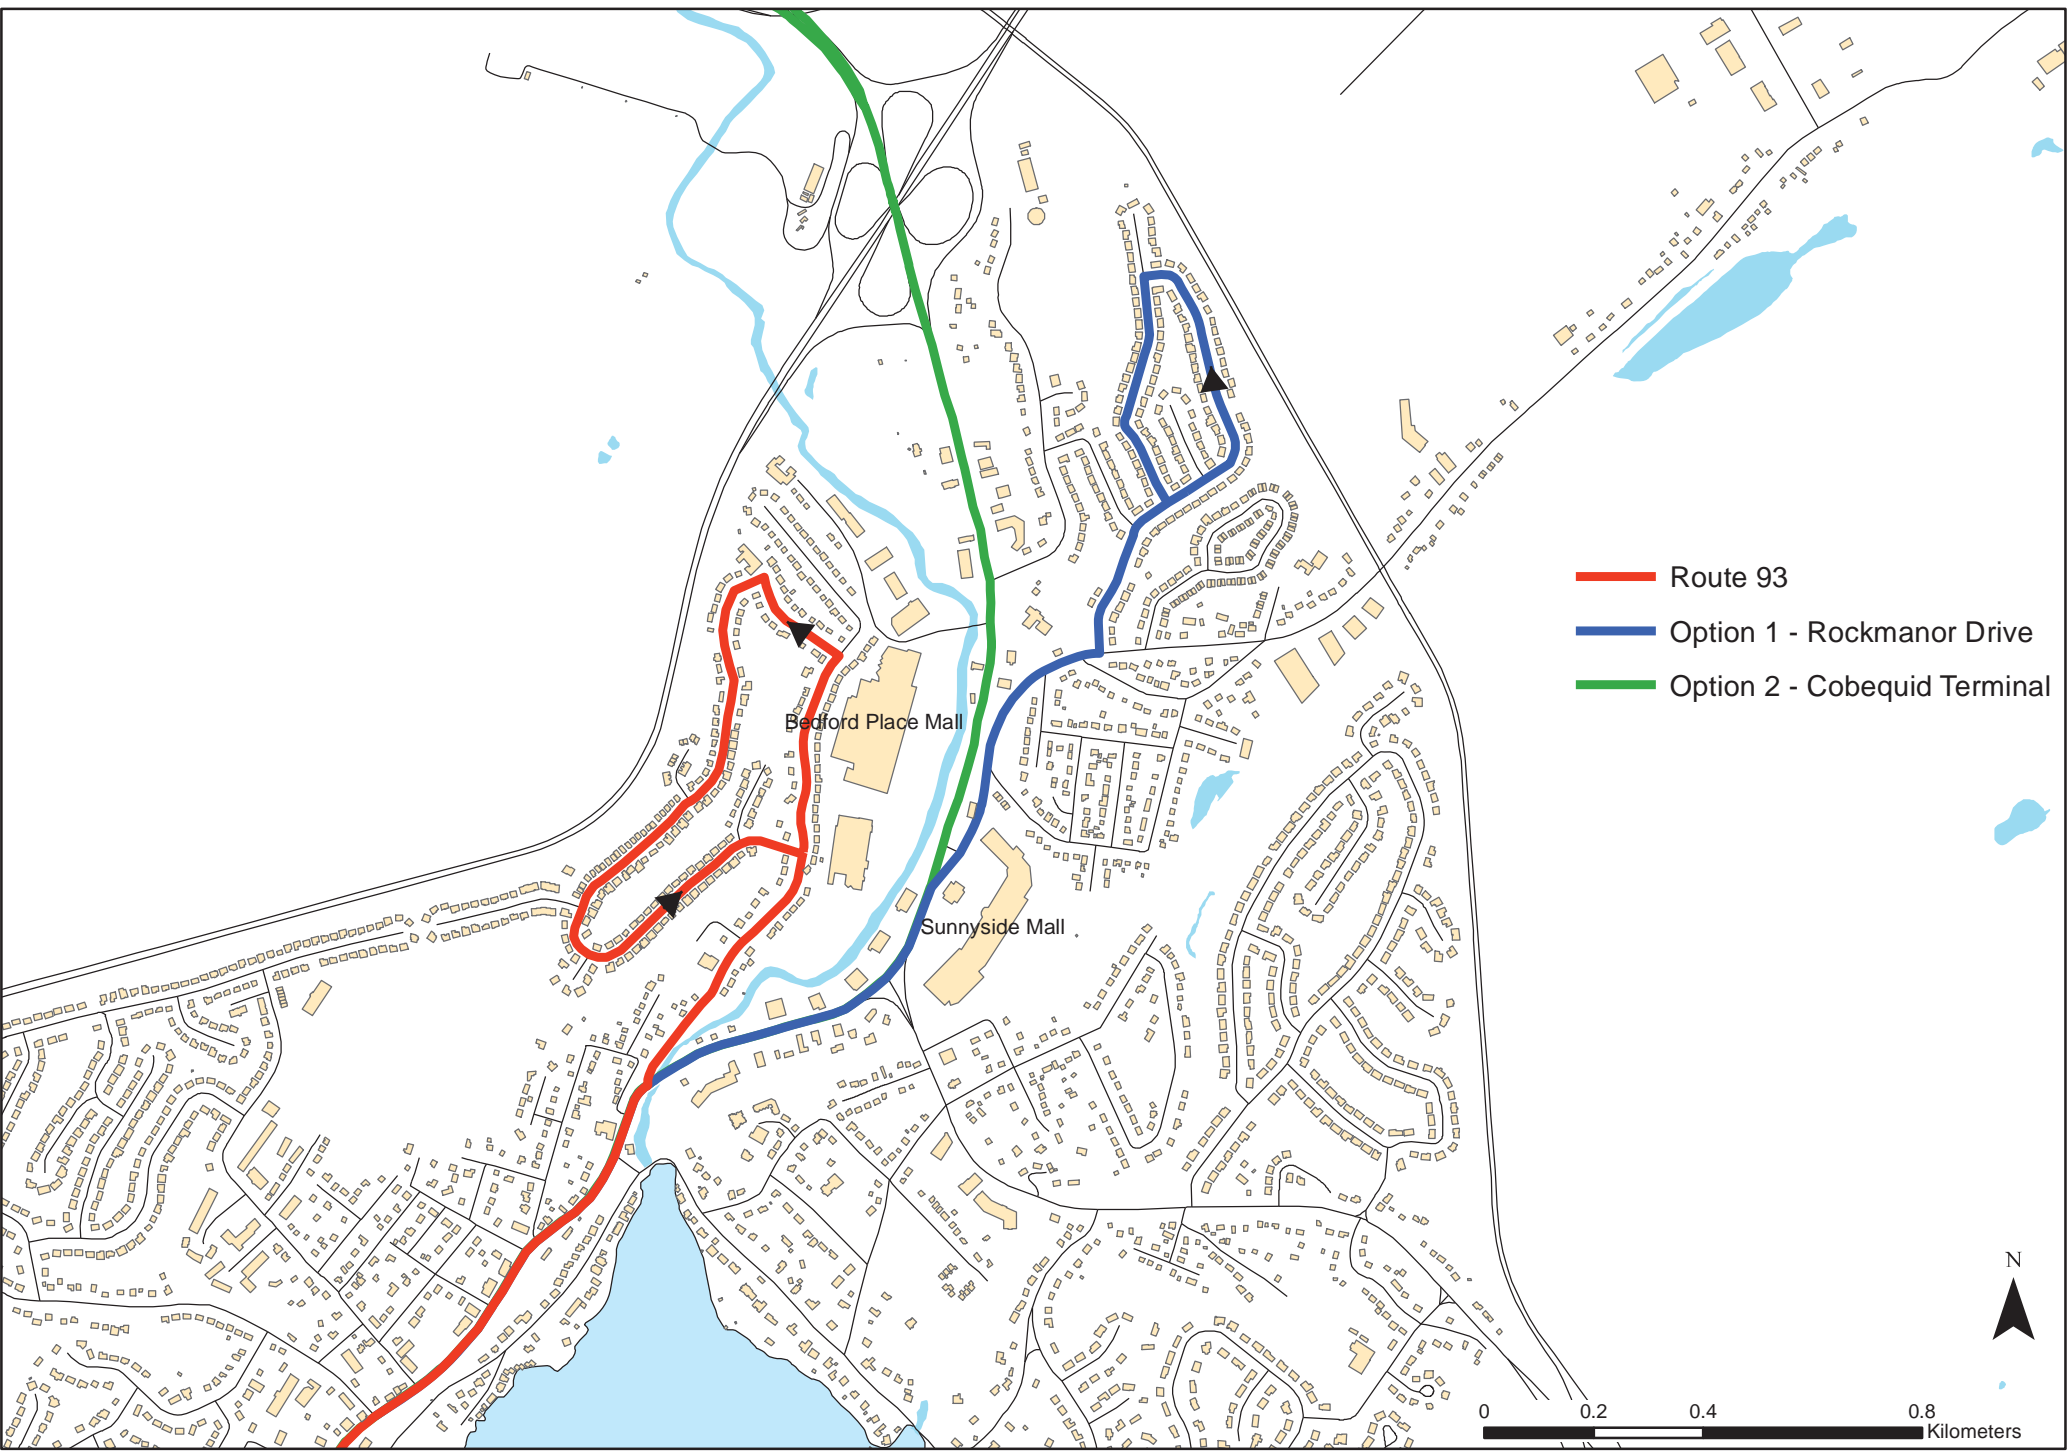 Route 93
Option 1 - Rockmanor Drive
Option 2 - Cobequid Terminal
Bedford Place Mall
Sunnyside Mall
N
0 0.2 0.4 0.8
Kilometers